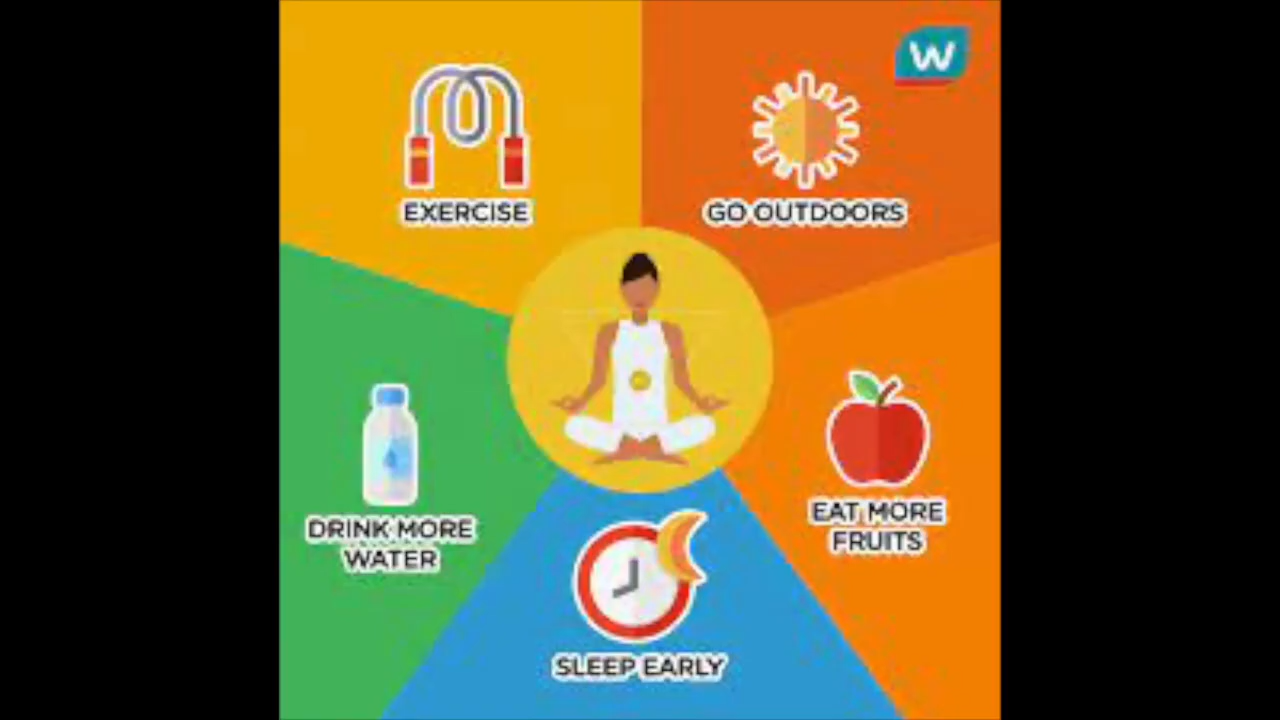 W
EXERCISE
GO OUTDOORS
DRINK MORE
WATER
EAT MORE
FRUITS
SLEEP EARLY